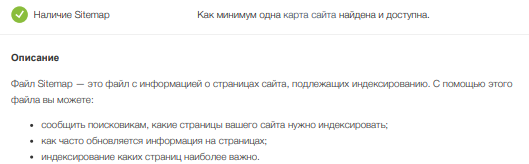 Наличие Sitemap
Как минимум одна карта сайта найдена и доступна.
Описание
Файл Sitemap — это файл с информацией о страницах сайта, подлежащих индексированию. С помощью этого
файла вы можете:
• сообщить поисковикам, какие страницы вашего сайта нужно индексировать;
• как часто обновляется информация на страницах;
• индексирование каких страниц наиболее важно.